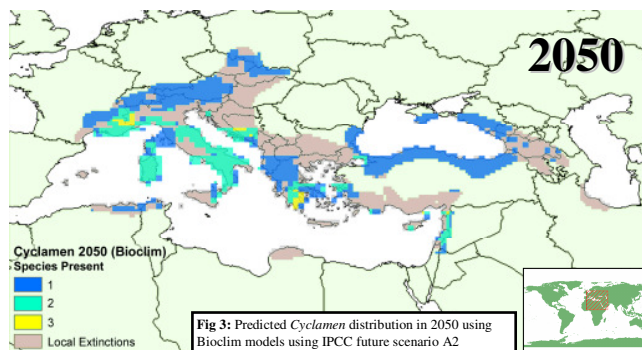 2050
Cyclamen 2050 (Bioclim)
Species Present
1
2
3
Local Extinctions
Fig 3: Predicted Cyclamen distribution in 2050 using
Bioclim models using IPCC future scenario A2